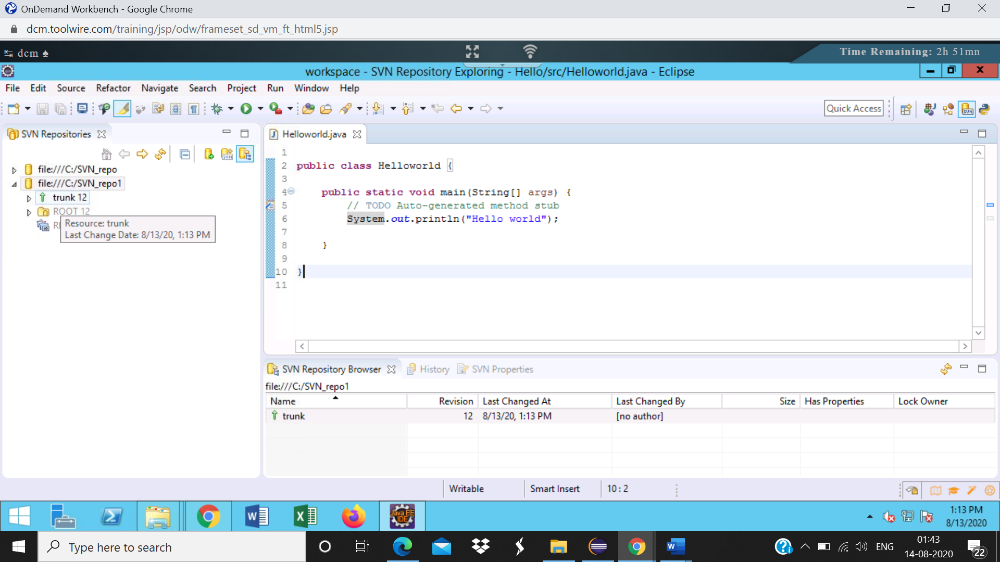 OnDemand Workbench - Google Chrome
dcm.toolwire.com/training/jsp/odw/frameset_sd_vm_ft_html5.jsp
dcm
Time Remaining: 2h 51mn
workspace - SVN Repository Exploring - Hello/src/Helloworld.java - Eclipse
File Edit Source Refactor Navigate Search Project Run Window Help
Quick Access
SVN Repositories
file:///C:/SVN_repo
file:///C:/SVN_repo1
trunk 12
ROOT 12
Resource: trunk
Last Change Date: 8/13/20, 1:13 PM
Helloworld.java
1
2 public class Helloworld {
3
4 public static void main(String[] args) {
5 // TODO Auto-generated method stub
6 System.out.println("Hello world");
7
8 }
9
10 }
11
SVN Repository Browser History SVN Properties
file:///C:/SVN_repo1
Name Revision Last Changed At Last Changed By Size Has Properties Lock Owner
trunk 12 8/13/20, 1:13 PM [no author]
Writable Smart Insert 10 : 2
Java EE
IDE
1:13 PM
8/13/2020
Type here to search
ENG
01:43
14-08-2020
22